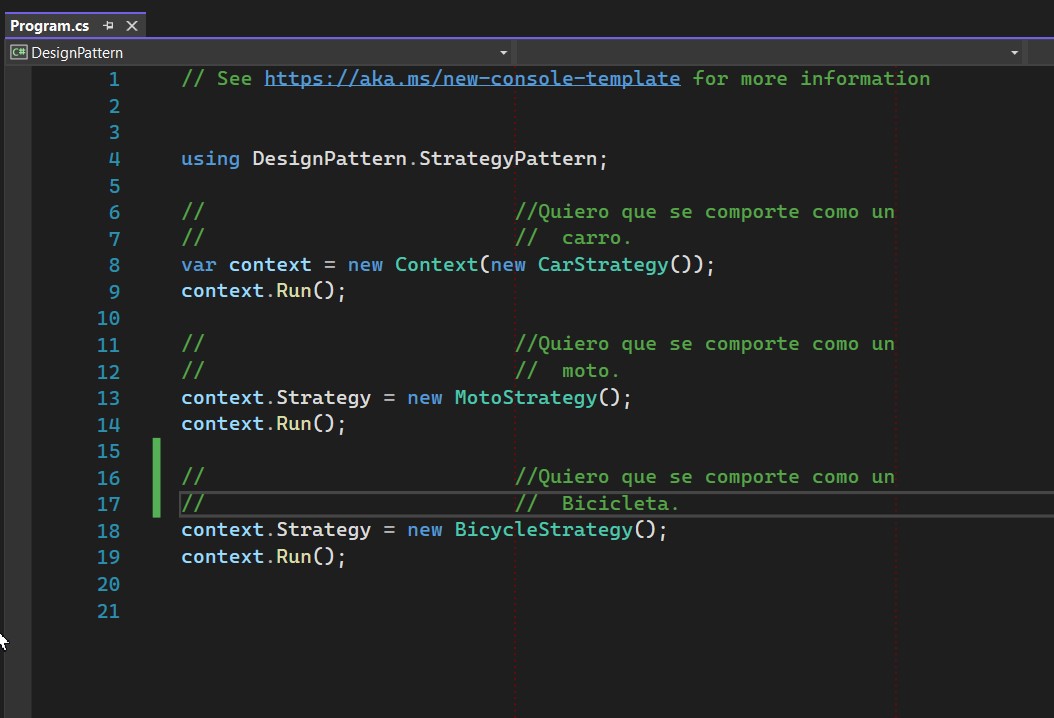 Program.cs
C# DesignPattern
1 // See https://aka.ms/new-console-template for more information
2
3
4 using DesignPattern.StrategyPattern;
5
6 // //Quiero que se comporte como un
7 // // carro.
8 var context = new Context(new CarStrategy());
9 context.Run();
10
11 // //Quiero que se comporte como un
12 // // moto.
13 context.Strategy = new MotoStrategy();
14 context.Run();
15
16 // //Quiero que se comporte como un
17 // // Bicicleta.
18 context.Strategy = new BicycleStrategy();
19 context.Run();
20
21